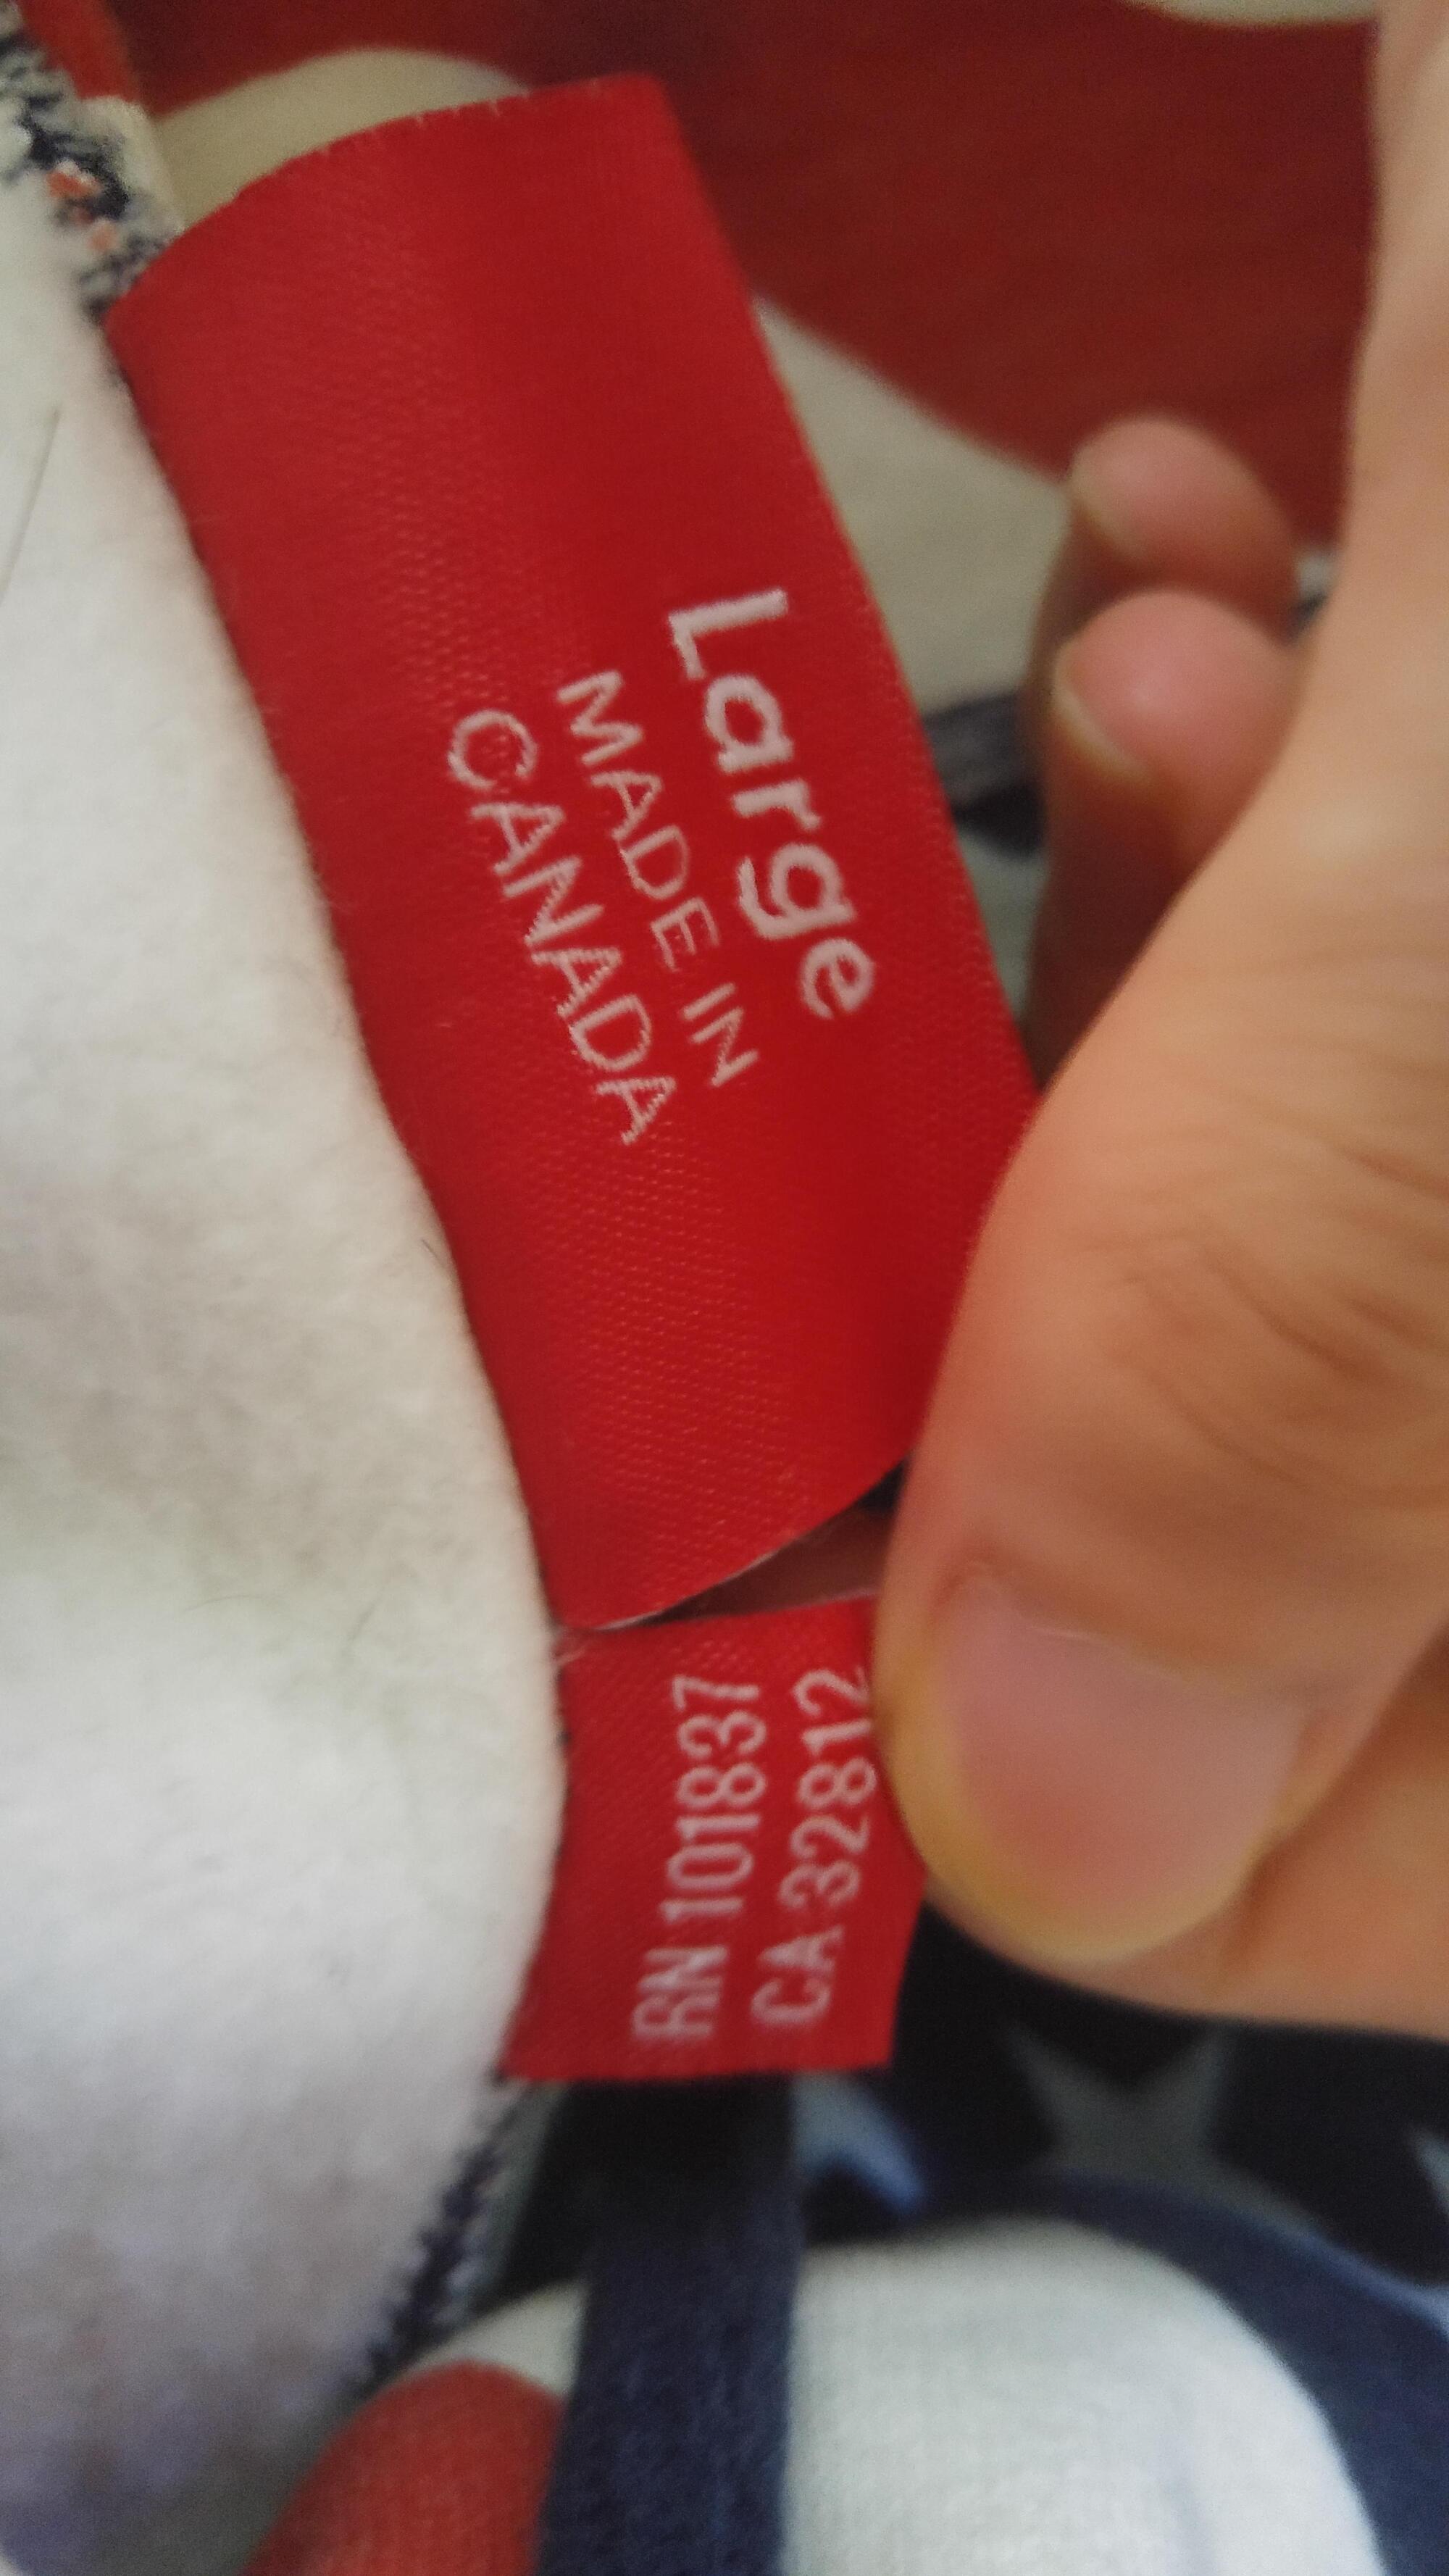 Large
MADE IN
CANADA
RN 101837
CA 32812